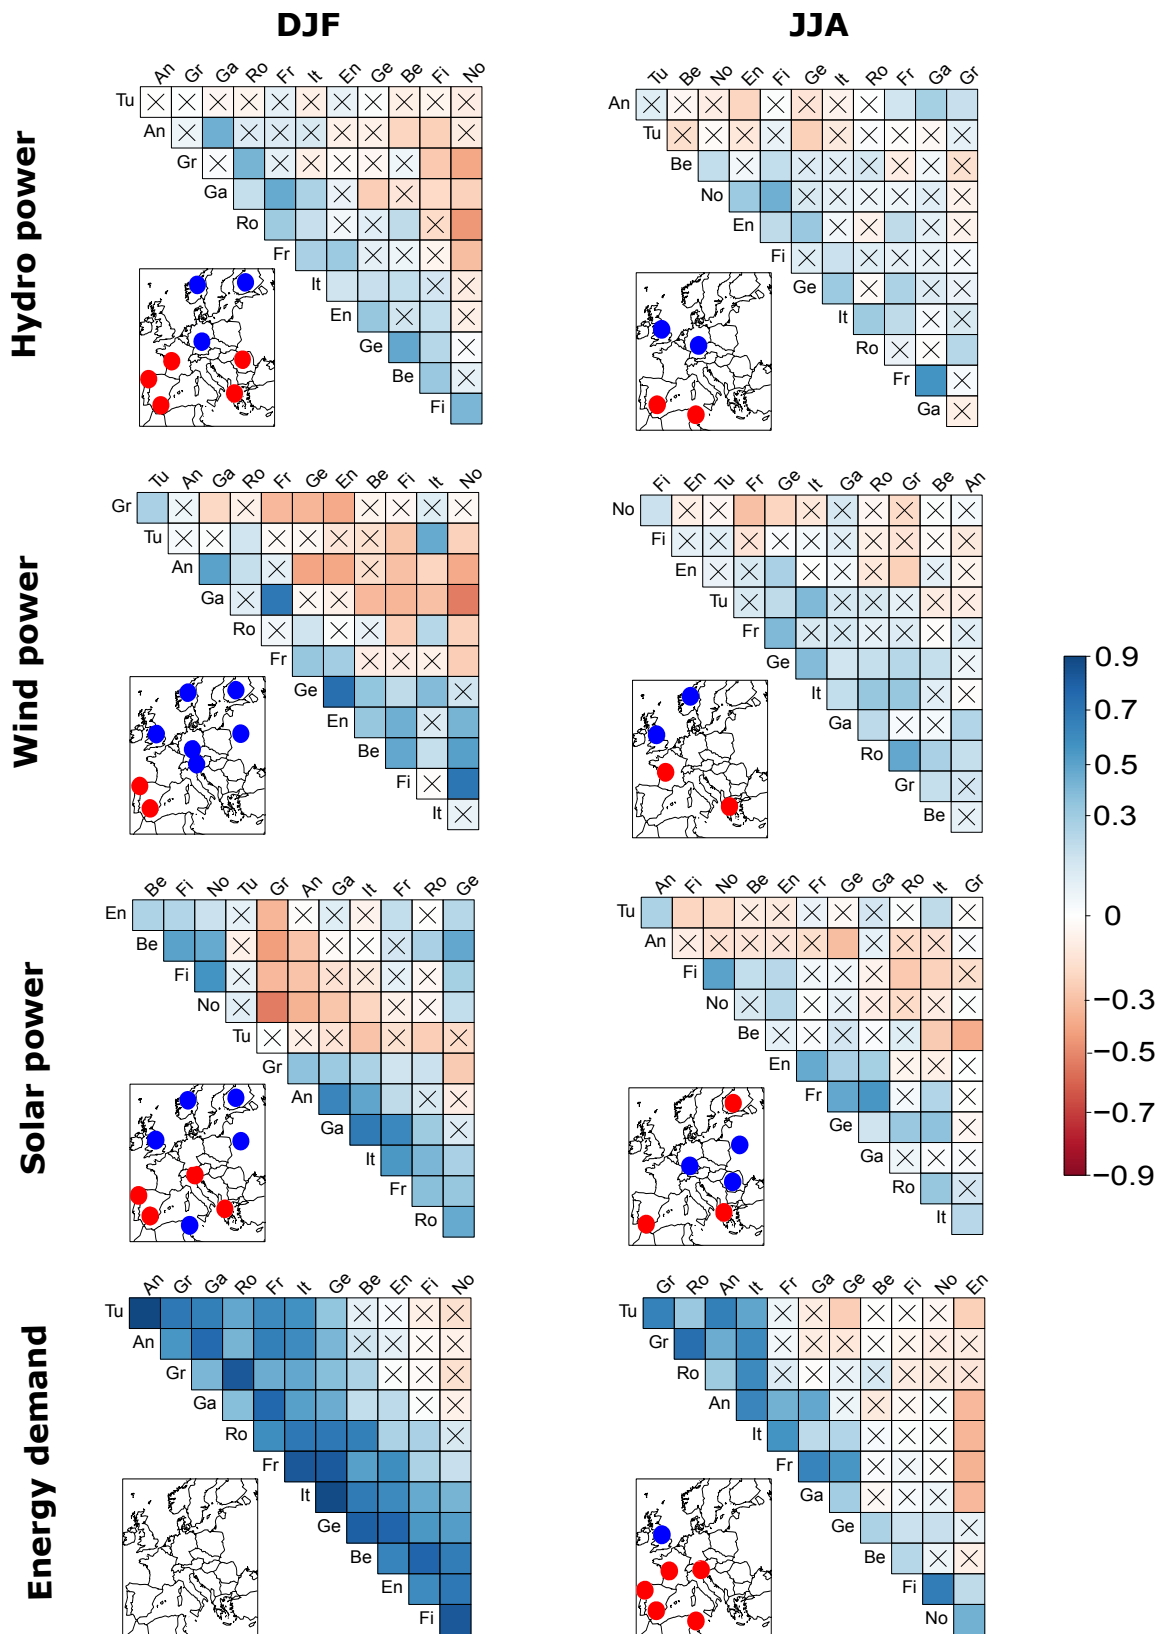 DJF
JJA
Hydro power
An Gr Ga Ro Fr It En Ge Be Fi No
Tu
An
Gr
Ga
Ro
Fr
It
En
Ge
Be
Fi
Tu Be No En Fi Ge It Ro Fr Ga Gr
An
Tu
Be
No
En
Fi
Ge
It
Ro
Fr
Ga
Wind power
Tu An Ga Ro Fr Ge En Be Fi It No
Gr
Tu
An
Ga
Ro
Fr
Ge
En
Be
Fi
It
Fi En Tu Fr Ge It Ga Ro Gr Be An
No
Fi
En
Tu
Fr
Ge
It
Ga
Ro
Gr
Be
0.9
0.7
0.5
0.3
0
−0.3
−0.5
−0.7
−0.9
Solar power
Be Fi No Tu Gr An Ga It Fr Ro Ge
En
Be
Fi
No
Tu
Gr
An
Ga
It
Fr
Ro
An Fi No Be En Fr Ge Ga Ro It Gr
Tu
An
Fi
No
Be
En
Fr
Ge
Ga
Ro
It
Energy demand
An Gr Ga Ro Fr It Ge Be En Fi No
Tu
An
Gr
Ga
Ro
Fr
It
Ge
Be
En
Fi
Gr Ro An It Fr Ga Ge Be Fi No En
Tu
Gr
Ro
An
It
Fr
Ga
Ge
Be
Fi
No